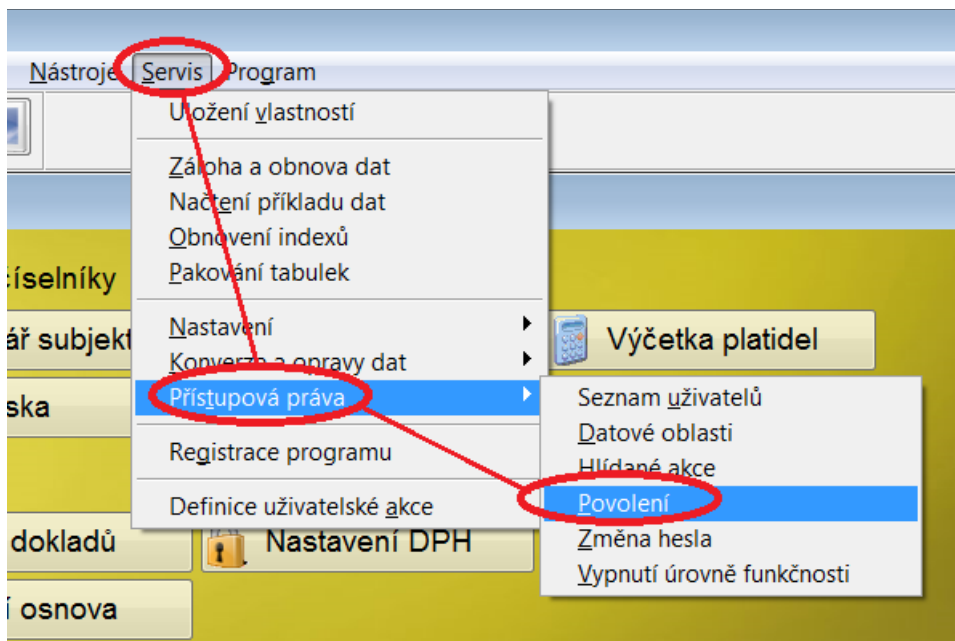 Nástroje Servis Program
Uložení vlastností
Záloha a obnova dat
Načtení příkladu dat
Obnovení indexů
Pakování tabulek
číselníky
Nastavení
ář subjekt
Výčetka platidel
Konverze a opravy dat
Přístupová práva
ska
Seznam uživatelů
Datové oblasti
Registrace programu
Hlídané akce
Povolení
Definice uživatelské akce
dokladů
Nastavení DPH
Změna hesla
Vypnutí úrovně funkčnosti
í osnova